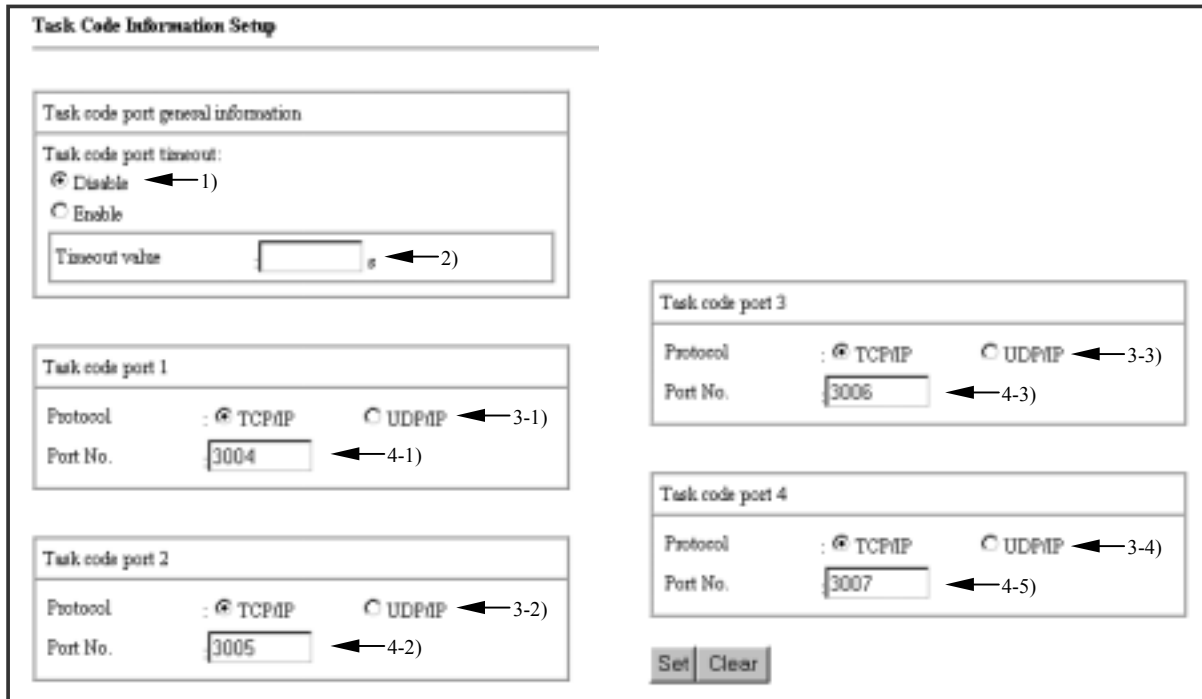 Task Code Information Setup
Task code port general information
Task code port timeout:
Disable 1)
Enable
Timeout value : s 2)
Task code port 1
Protocol : TCP/IP UDP/IP 3-1)
Port No. : 3004 4-1)
Task code port 2
Protocol : TCP/IP UDP/IP 3-2)
Port No. : 3005 4-2)
Task code port 3
Protocol : TCP/IP UDP/IP 3-3)
Port No. : 3006 4-3)
Task code port 4
Protocol : TCP/IP UDP/IP 3-4)
Port No. : 3007 4-5)
Set Clear